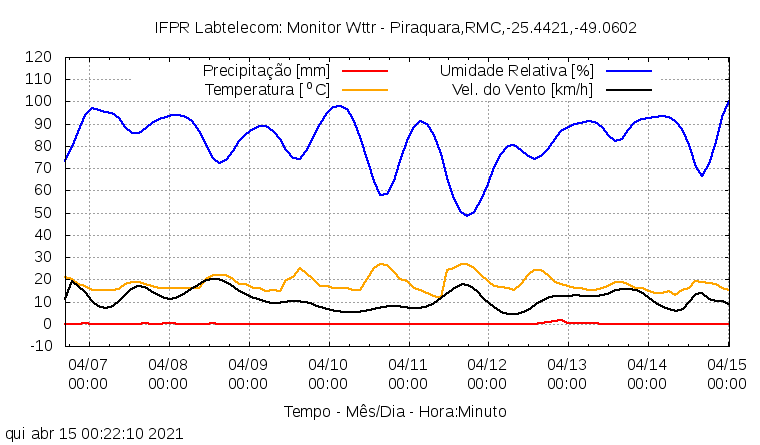 IFPR Labtelecom: Monitor Wttr - Piraquara,RMC,-25.4421,-49.0602
120
110
100
90
80
70
60
50
40
30
20
10
0
-10
Precipitação [mm]
Temperatura [ºC]
Umidade Relativa [%]
Vel. do Vento [km/h]
04/07 04/08 04/09 04/10 04/11 04/12 04/13 04/14 04/15
00:00 00:00 00:00 00:00 00:00 00:00 00:00 00:00 00:00
Tempo - Mês/Dia - Hora:Minuto
qui abr 15 00:22:10 2021